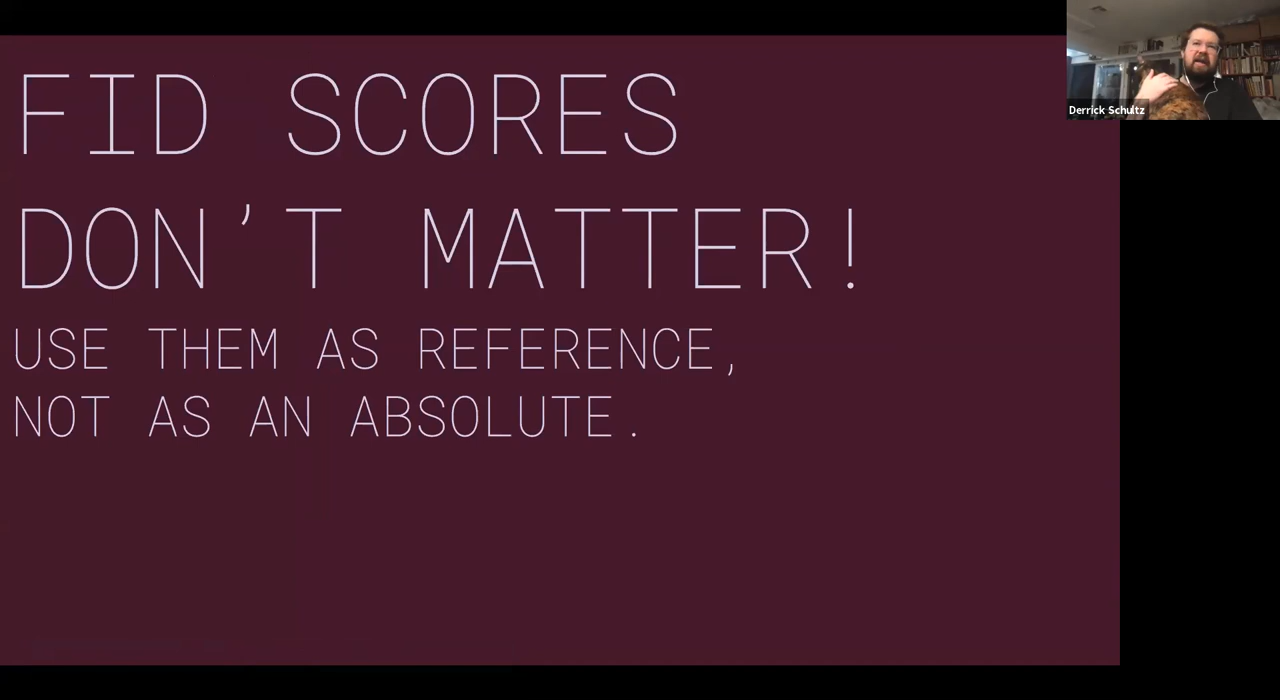 FID SCORES
DON’T MATTER!
USE THEM AS REFERENCE,
NOT AS AN ABSOLUTE.
Derrick Schultz